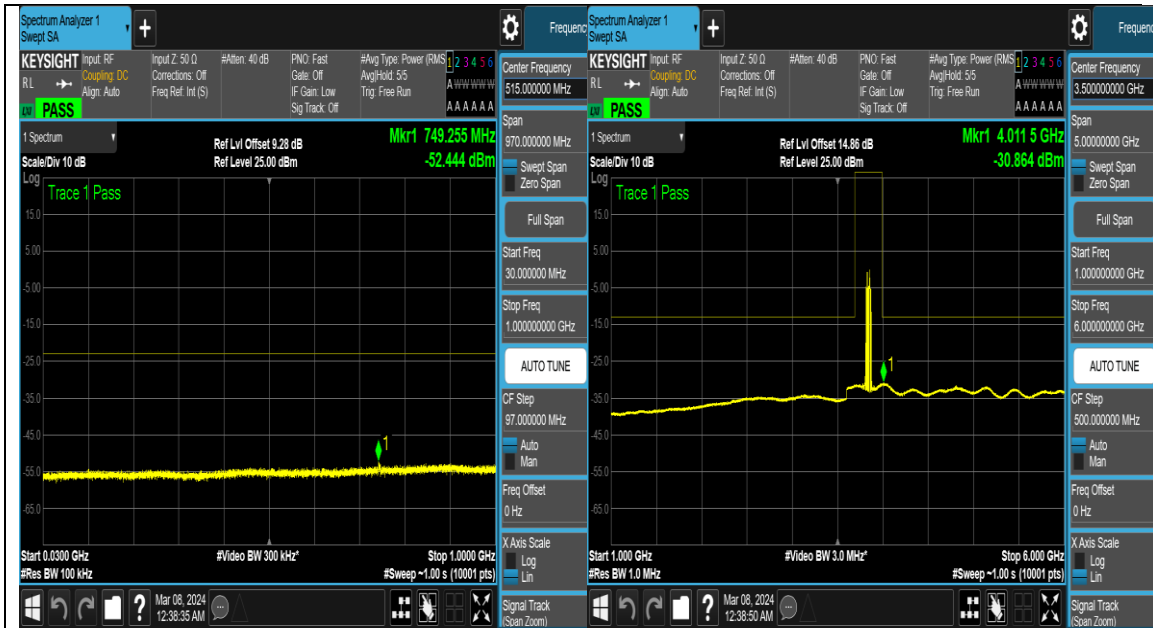 Spectrum Analyzer 1
Swept SA
+
Frequenc
KEYSIGHT
Input: RF
Coupling: DC
Align: Auto
Input Z: 50 Ω
Corrections: Off
Freq Ref: Int (S)
#Atten: 40 dB
PNO: Fast
Gate: Off
IF Gain: Low
Sig Track: Off
#Avg Type: Power (RMS
Avg|Hold: 5/5
Trig: Free Run
1 2 3 4 5 6
A W W W W W
A A A A A A
RL
PASS
1 Spectrum
Scale/Div 10 dB
Ref Lvl Offset 9.28 dB
Ref Level 25.00 dBm
Mkr1 749.255 MHz
-52.444 dBm
Log
Trace 1 Pass
15.0
5.00
-5.00
-15.0
-25.0
-35.0
-45.0
-55.0
-65.0
1
Start 0.0300 GHz
#Res BW 100 kHz
#Video BW 300 kHz*
Stop 1.0000 GHz
#Sweep ~1.00 s (10001 pts)
Mar 08, 2024
12:38:35 AM
Center Frequency
515.000000 MHz
Span
970.000000 MHz
Swept Span
Zero Span
Full Span
Start Freq
30.000000 MHz
Stop Freq
1.000000000 GHz
AUTO TUNE
CF Step
97.000000 MHz
Auto
Man
Freq Offset
0 Hz
X Axis Scale
Log
Lin
Signal Track
(Span Zoom)
Spectrum Analyzer 1
Swept SA
+
Frequenc
KEYSIGHT
Input: RF
Coupling: DC
Align: Auto
Input Z: 50 Ω
Corrections: Off
Freq Ref: Int (S)
#Atten: 40 dB
PNO: Fast
Gate: Off
IF Gain: Low
Sig Track: Off
#Avg Type: Power (RMS
Avg|Hold: 5/5
Trig: Free Run
1 2 3 4 5 6
A W W W W W
A A A A A A
RL
PASS
1 Spectrum
Scale/Div 10 dB
Ref Lvl Offset 14.86 dB
Ref Level 25.00 dBm
Mkr1 4.011 5 GHz
-30.864 dBm
Log
Trace 1 Pass
15.0
5.00
-5.00
-15.0
-25.0
-35.0
-45.0
-55.0
-65.0
1
Start 1.000 GHz
#Res BW 1.0 MHz
#Video BW 3.0 MHz*
Stop 6.000 GHz
#Sweep ~1.00 s (10001 pts)
Mar 08, 2024
12:38:50 AM
Center Frequency
3.500000000 GHz
Span
5.00000000 GHz
Swept Span
Zero Span
Full Span
Start Freq
1.000000000 GHz
Stop Freq
6.000000000 GHz
AUTO TUNE
CF Step
500.000000 MHz
Auto
Man
Freq Offset
0 Hz
X Axis Scale
Log
Lin
Signal Track
(Span Zoom)